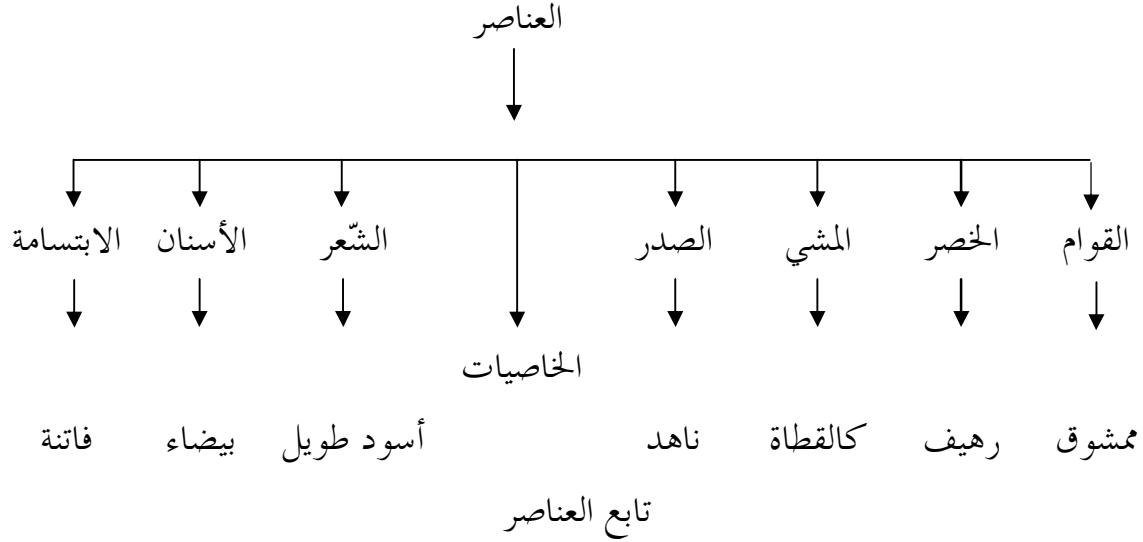 العناصر
القوام الخصر المشي الصدر الشّعر الأسنان الابتسامة
الخاصيات
ممشوق رهيف كالقطاة ناهد أسود طويل بيضاء فاتنة
تابع العناصر